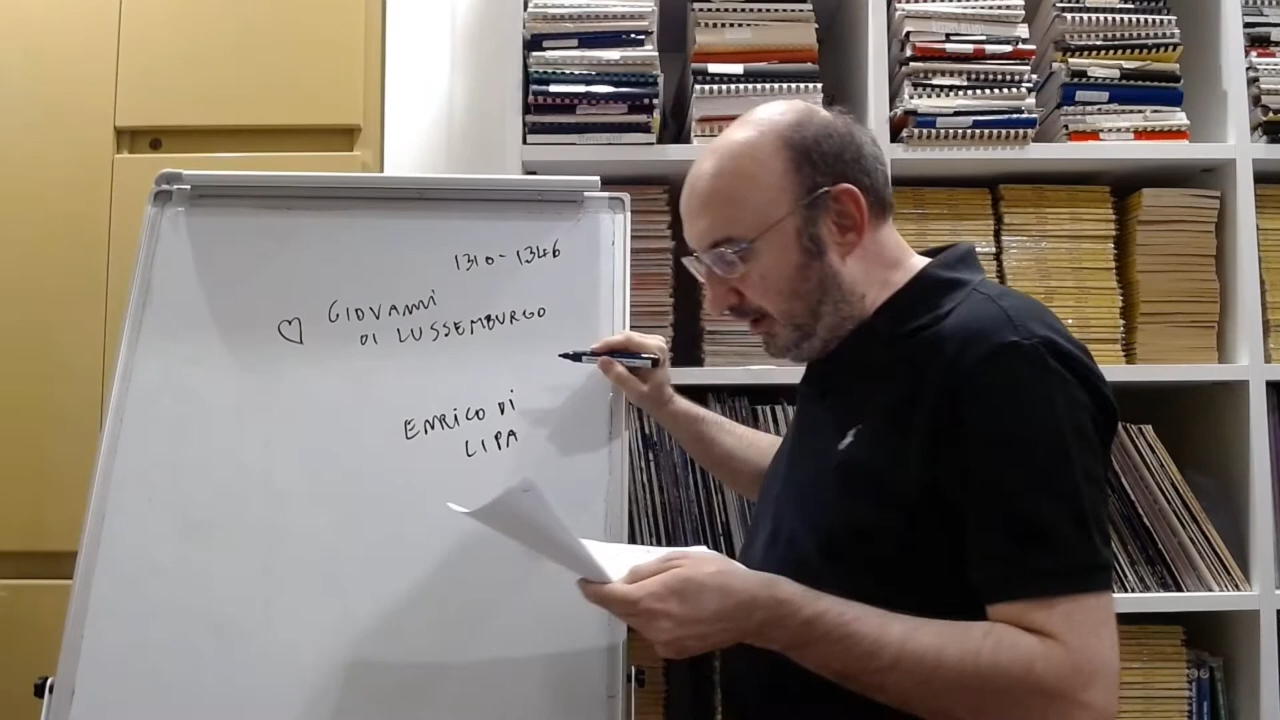 1310-1346
♡ GIOVANNI
DI LUSSEMBURGO
ENRICO DI
LIPA